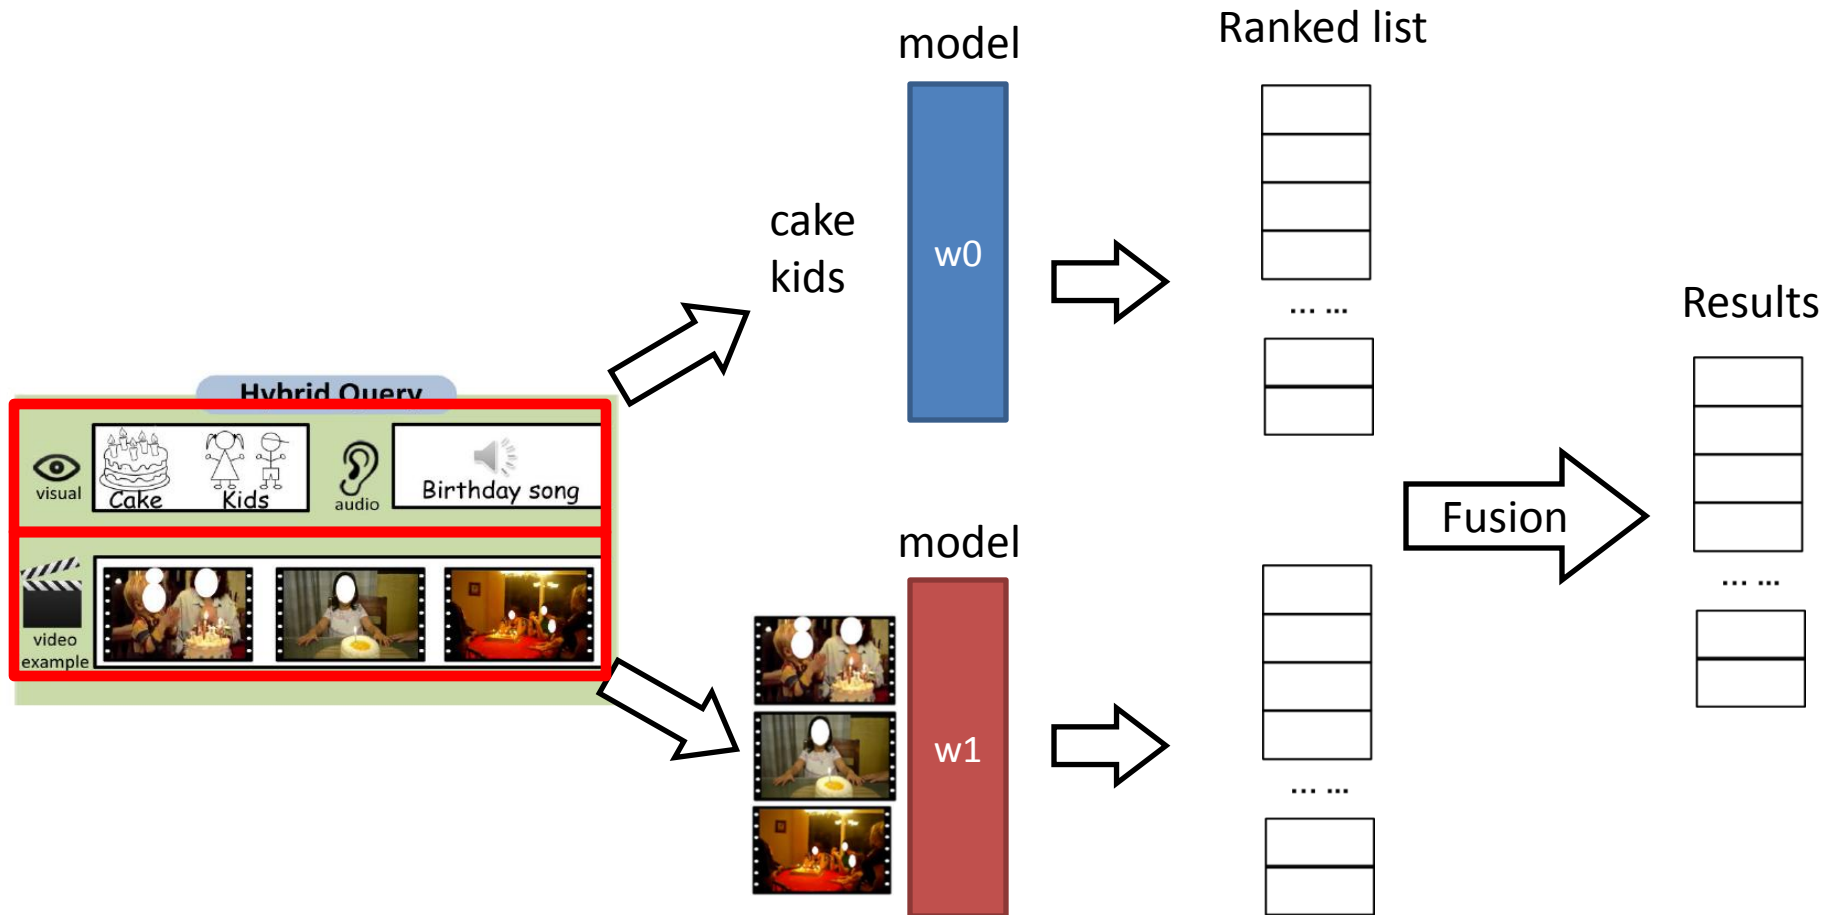 model
Ranked list
cake
kids
w0
... ...
Results
Hybrid Query
visual
Cake
Kids
audio
Birthday song
Fusion
... ...
model
video
example
w1
... ...